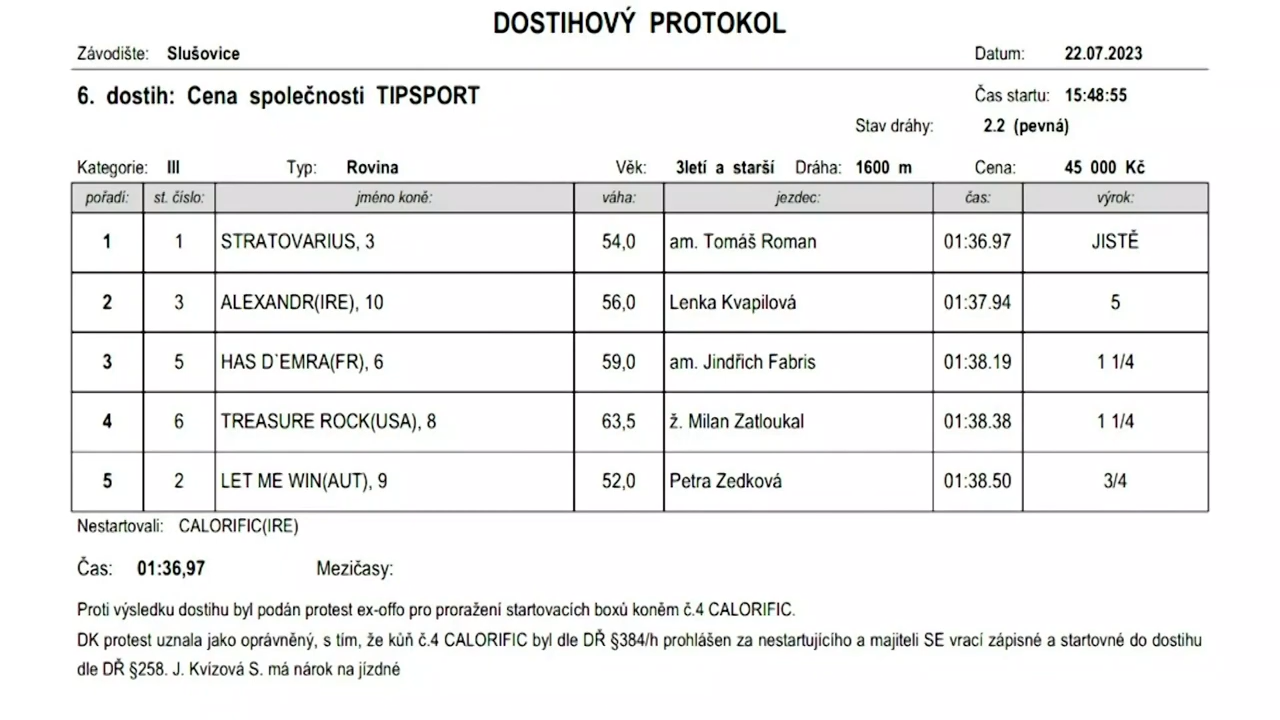 DOSTIHOVÝ PROTOKOL
Závodiště: Slušovice Datum: 22.07.2023
6. dostih: Cena společnosti TIPSPORT Čas startu: 15:48:55
Stav dráhy: 2.2 (pevná)
Kategorie: III Typ: Rovina Věk: 3letí a starší Dráha: 1600 m Cena: 45 000 Kč
pořadí: st. číslo: jméno koně: váha: jezdec: čas: výrok:
1 1 STRATOVARIUS, 3 54,0 am. Tomáš Roman 01:36.97 JISTĚ
2 3 ALEXANDR(IRE), 10 56,0 Lenka Kvapilová 01:37.94 5
3 5 HAS D`EMRA(FR), 6 59,0 am. Jindřich Fabris 01:38.19 1 1/4
4 6 TREASURE ROCK(USA), 8 63,5 ž. Milan Zatloukal 01:38.38 1 1/4
5 2 LET ME WIN(AUT), 9 52,0 Petra Zedková 01:38.50 3/4
Nestartovali: CALORIFIC(IRE)
Čas: 01:36,97 Mezičasy:
Proti výsledku dostihu byl podán protest ex-offo pro proražení startovacích boxů koněm č.4 CALORIFIC.
DK protest uznala jako oprávněný, s tím, že kůň č.4 CALORIFIC byl dle DŘ §384/h prohlášen za nestartujícího a majiteli SE vrací zápisné a startovné do dostihu
dle DŘ §258. J. Kvízová S. má nárok na jízdné